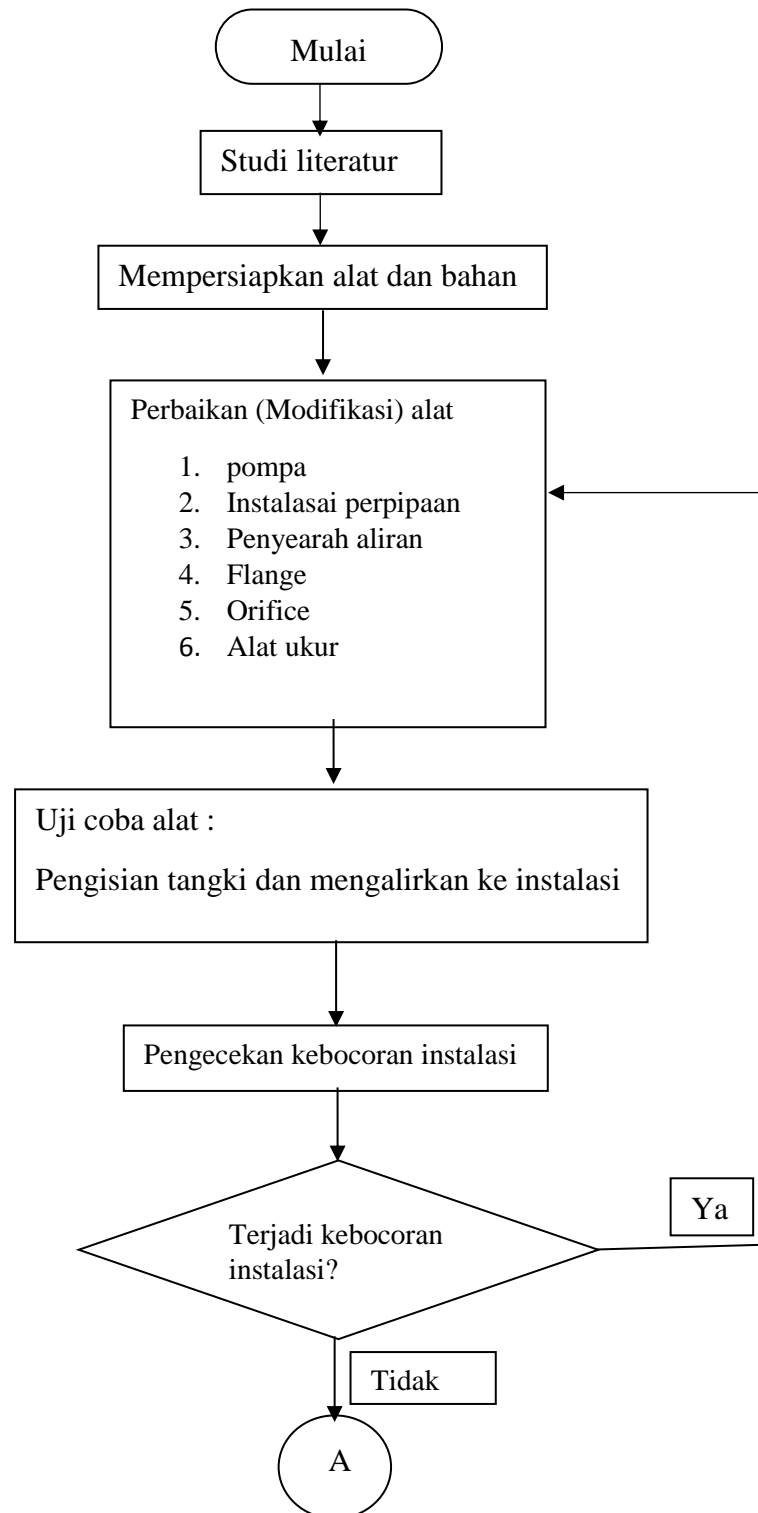 Mulai
Studi literatur
Mempersiapkan alat dan bahan
Perbaikan (Modifikasi) alat
1. pompa
2. Instalasai perpipaan
3. Penyearah aliran
4. Flange
5. Orifice
6. Alat ukur
Uji coba alat :
Pengisian tangki dan mengalirkan ke instalasi
Pengecekan kebocoran instalasi
Terjadi kebocoran
instalasi?
Ya
Tidak
A